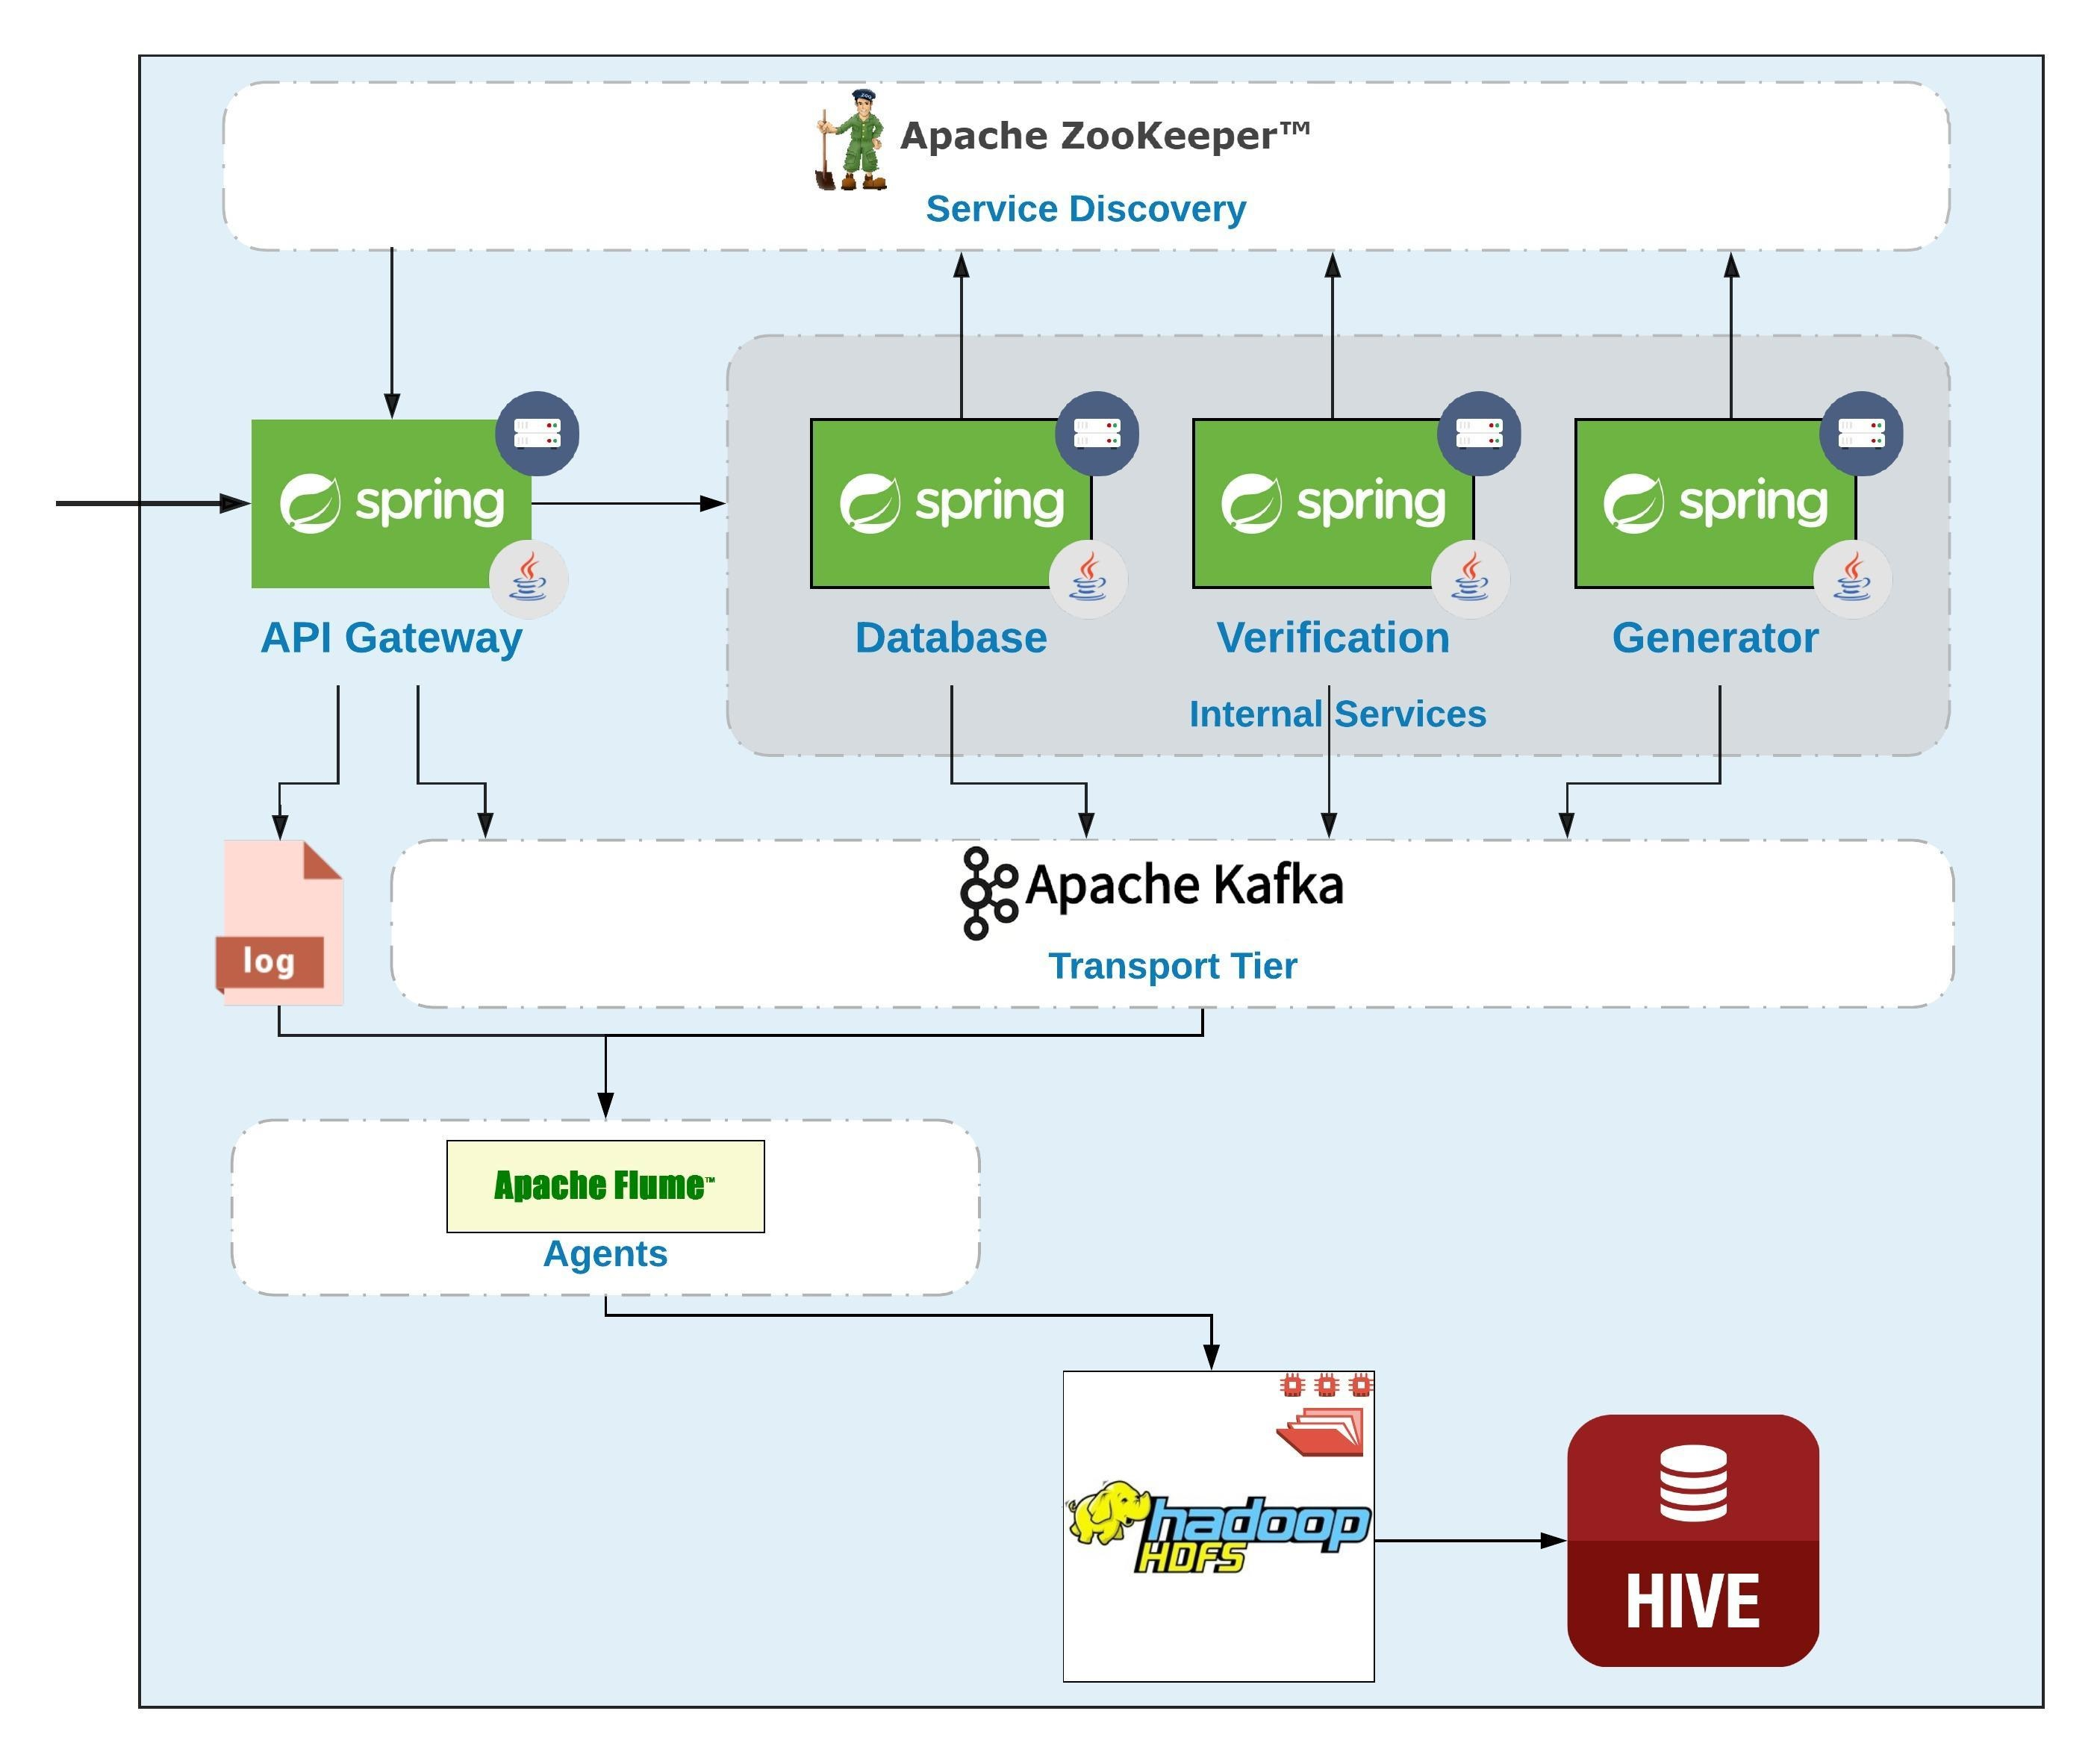 Apache ZooKeeper™
Service Discovery
spring
spring
spring
spring
API Gateway
Database
Verification
Generator
Internal Services
Apache Kafka
log
Transport Tier
Apache Flume™
Agents
hadoop
HDFS
HIVE